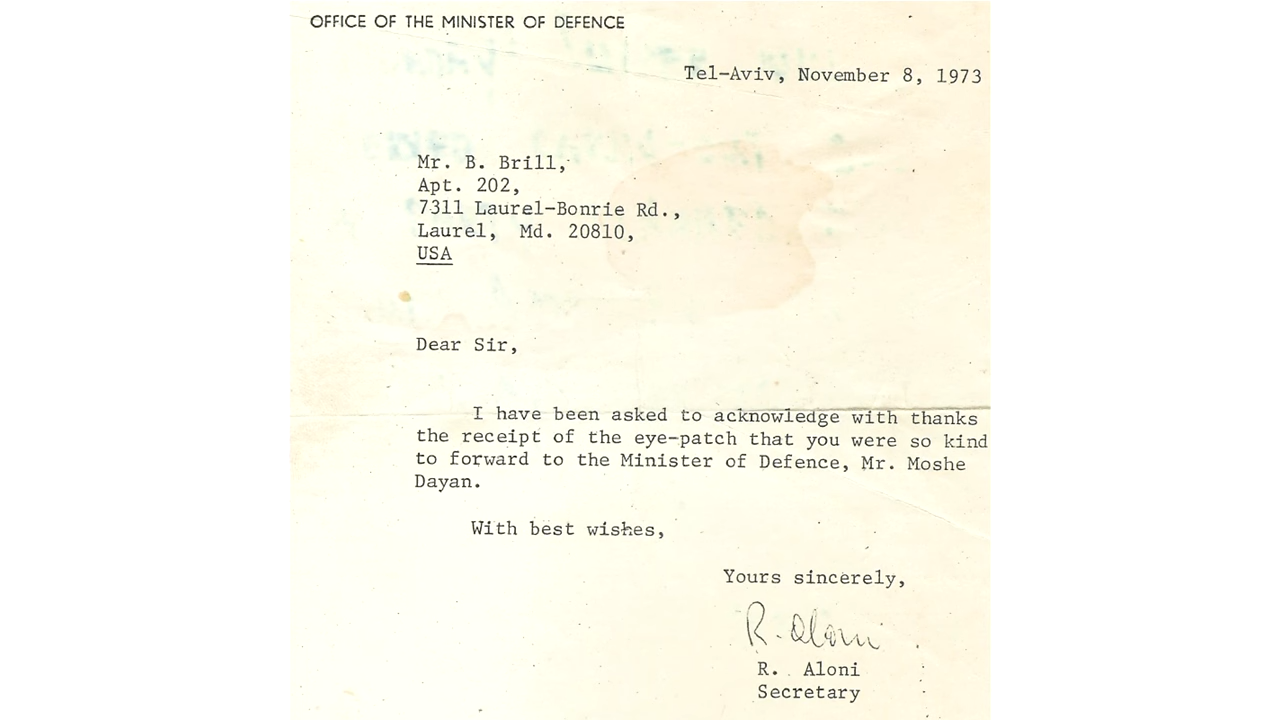 OFFICE OF THE MINISTER OF DEFENCE
Tel-Aviv, November 8, 1973
Mr. B. Brill,
Apt. 202,
7311 Laurel-Bonrie Rd.,
Laurel, Md. 20810,
USA
Dear Sir,
I have been asked to acknowledge with thanks
the receipt of the eye-patch that you were so kind
to forward to the Minister of Defence, Mr. Moshe
Dayan.
With best wishes,
Yours sincerely,
R. Aloni
R. Aloni
Secretary